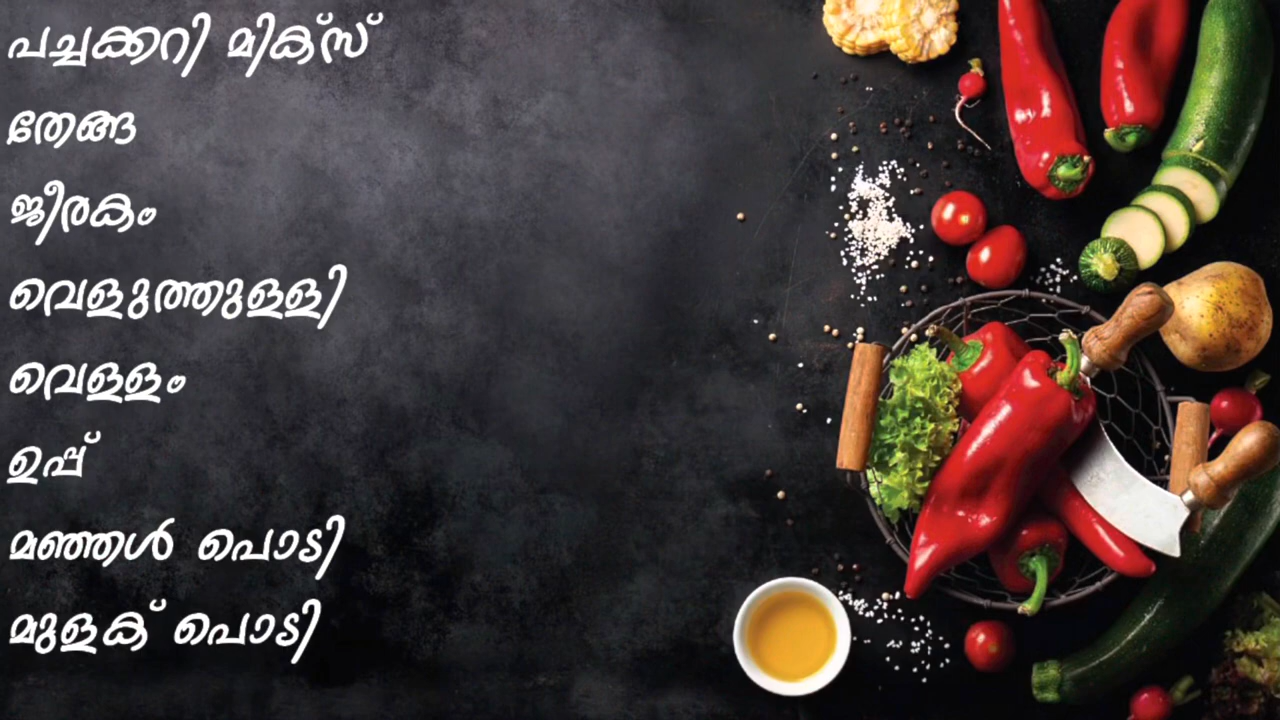 പച്ചക്കറി മിക്സ്
തേങ്ങ
ജീരകം
വെളുത്തുള്ളി
വെള്ളം
ഉപ്പ്
മഞ്ഞൾ പൊടി
മുളക് പൊടി